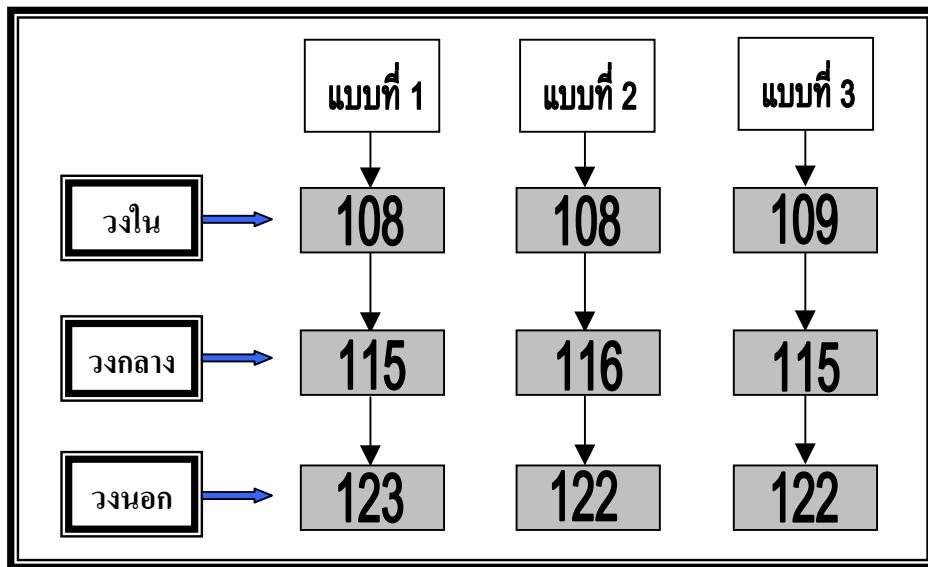 แบบที่ 1 แบบที่ 2 แบบที่ 3
วงใน 108 108 109
วงกลาง 115 116 115
วงนอก 123 122 122